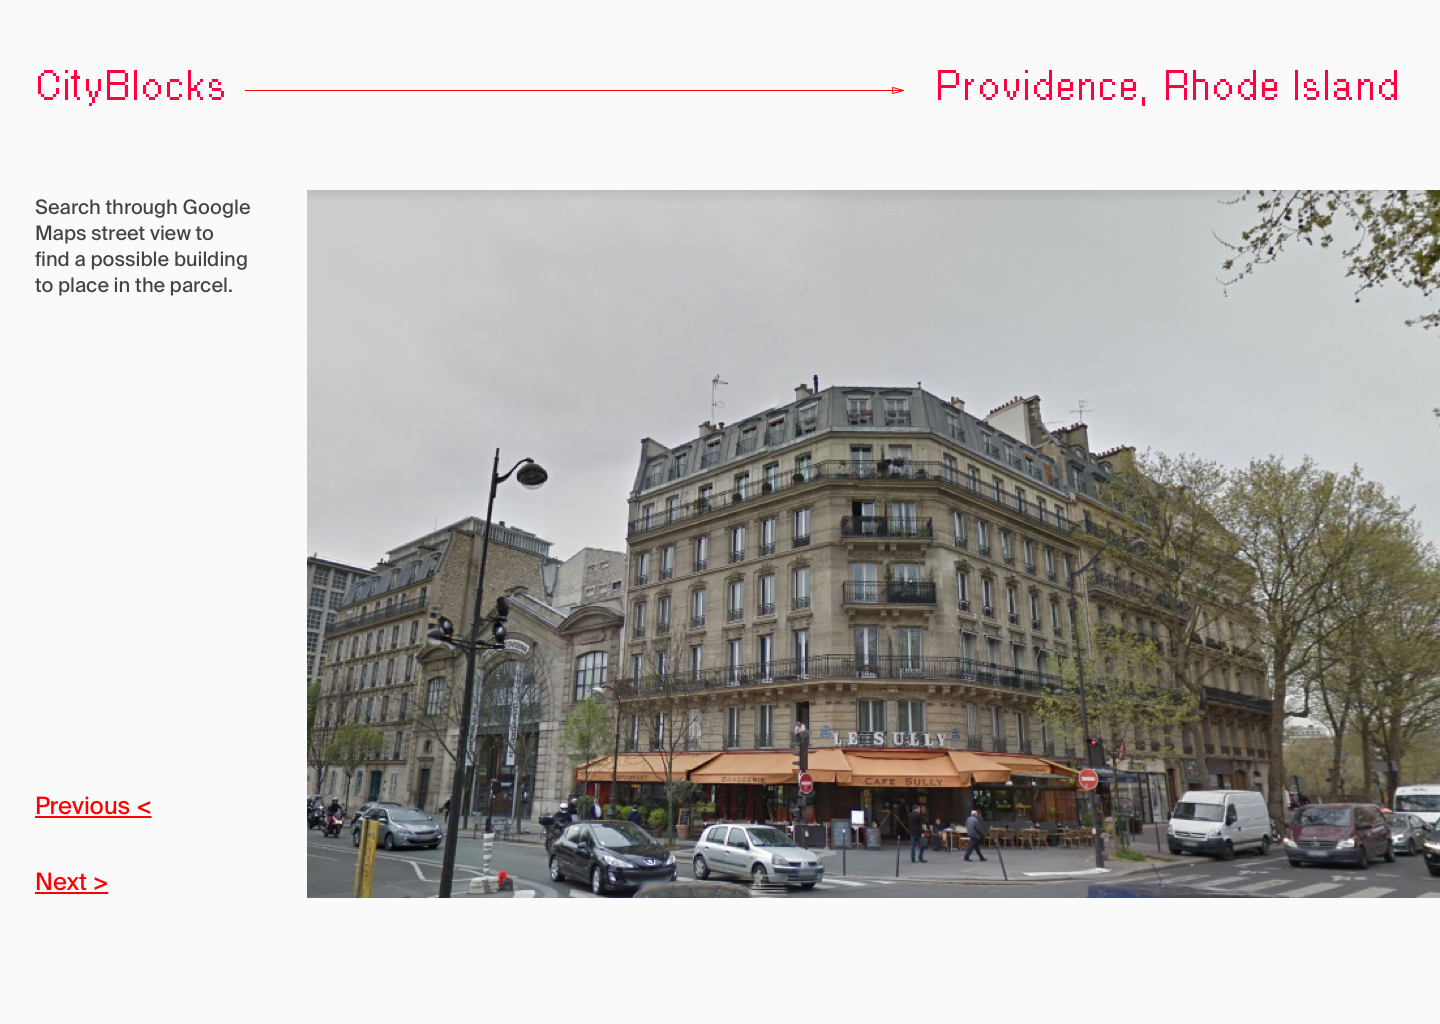 CityBlocks
Providence, Rhode Island
Search through Google
Maps street view to
find a possible building
to place in the parcel.
LE SULLY
BRASSERIE
CAFE SULLY
Previous <
Next >